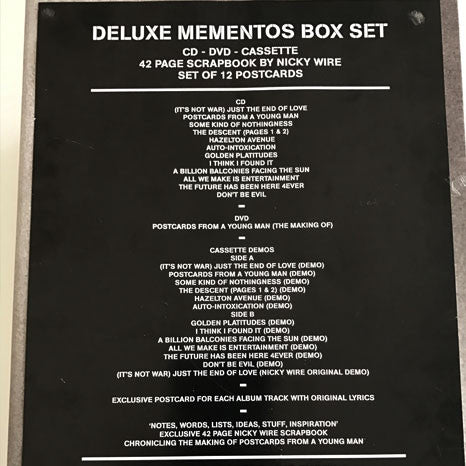 DELUXE MEMENTOS BOX SET
CD - DVD - CASSETTE
42 PAGE SCRAPBOOK BY NICKY WIRE
SET OF 12 POSTCARDS
CD
(IT'S NOT WAR) JUST THE END OF LOVE
POSTCARDS FROM A YOUNG MAN
SOME KIND OF NOTHINGNESS
THE DESCENT (PAGES 1 & 2)
HAZELTON AVENUE
AUTO-INTOXICATION
GOLDEN PLATITUDES
I THINK I FOUND IT
A BILLION BALCONIES FACING THE SUN
ALL WE MAKE IS ENTERTAINMENT
THE FUTURE HAS BEEN HERE 4EVER
DON'T BE EVIL
-
DVD
POSTCARDS FROM A YOUNG MAN (THE MAKING OF)
-
CASSETTE DEMOS
SIDE A
(IT'S NOT WAR) JUST THE END OF LOVE (DEMO)
POSTCARDS FROM A YOUNG MAN (DEMO)
SOME KIND OF NOTHINGNESS (DEMO)
THE DESCENT (PAGES 1 & 2) (DEMO)
HAZELTON AVENUE (DEMO)
AUTO-INTOXICATION (DEMO)
SIDE B
GOLDEN PLATITUDES (DEMO)
I THINK I FOUND IT (DEMO)
A BILLION BALCONIES FACING THE SUN (DEMO)
ALL WE MAKE IS ENTERTAINMENT (DEMO)
THE FUTURE HAS BEEN HERE 4EVER (DEMO)
DON'T BE EVIL (DEMO)
(IT'S NOT WAR) JUST THE END OF LOVE (NICKY WIRE ORIGINAL DEMO)
-
EXCLUSIVE POSTCARD FOR EACH ALBUM TRACK WITH ORIGINAL LYRICS
-
'NOTES, WORDS, LISTS, IDEAS, STUFF, INSPIRATION'
EXCLUSIVE 42 PAGE NICKY WIRE SCRAPBOOK
CHRONICLING THE MAKING OF POSTCARDS FROM A YOUNG MAN